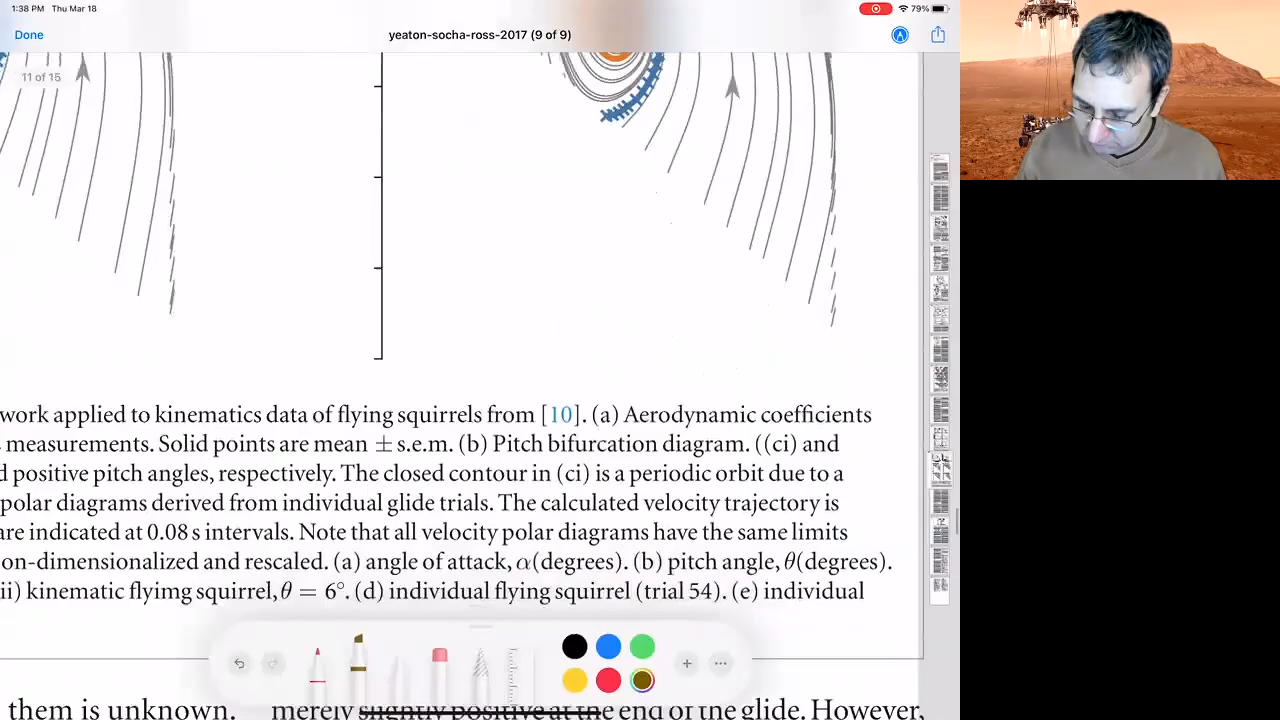 1:38 PM Thu Mar 18
79%
Done
yeaton-socha-ross-2017 (9 of 9)
11 of 15
work applied to kinematics data of flying squirrels from [10]. (a) Aerodynamic coefficients
measurements. Solid points are mean ± s.e.m. (b) Pitch bifurcation diagram. ((ci) and
d positive pitch angles, respectively. The closed contour in (ci) is a periodic orbit due to a
polar diagrams derived from individual glide trials. The calculated velocity trajectory is
are indicated at 0.08 s intervals. Note that all velocity polar diagrams have the same limits
on-dimensionalized and rescaled. (a) angle of attack, α(degrees). (b) pitch angle, θ(degrees).
ii) kinematic flyimg squirrel, θ = 6°. (d) individual flying squirrel (trial 54). (e) individual
them is unknown.
merely slightly positive at the end of the glide. However,